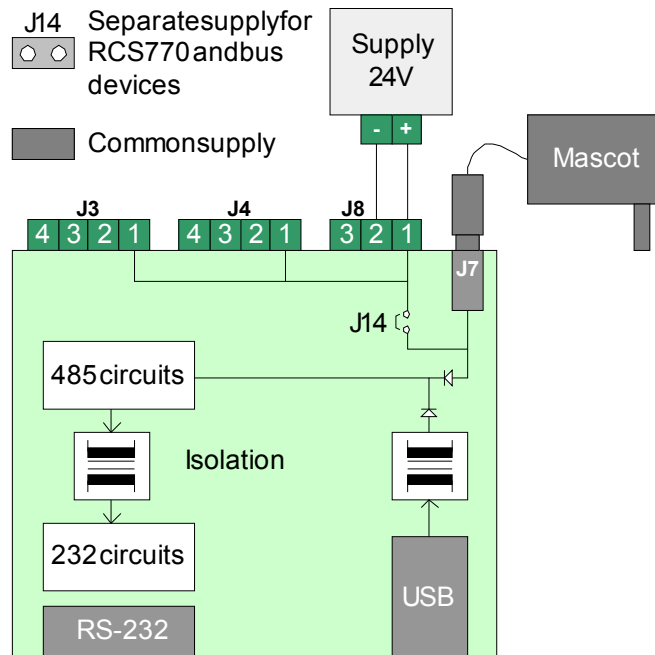 J14
Separatesupplyfor
RCS770andbus
devices
Commonsupply
Supply
24V
- +
Mascot
J3 J4 J8
4 3 2 1 4 3 2 1 3 2 1
J7
J14
485circuits
Isolation
232circuits
USB
RS-232